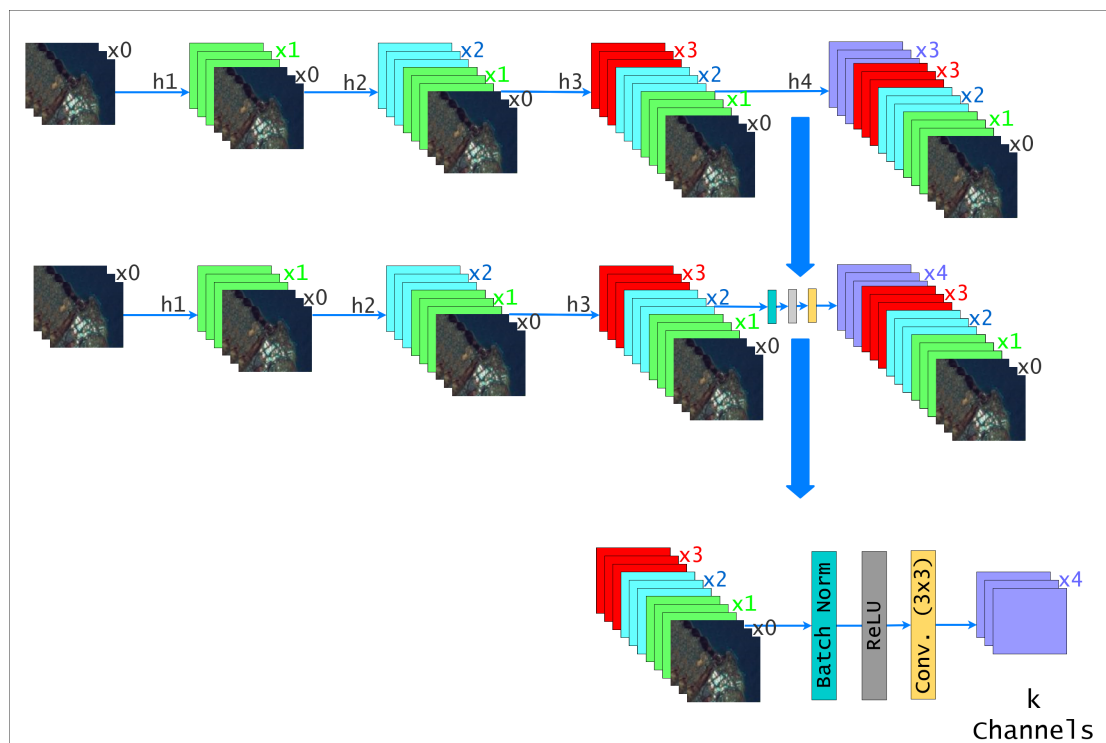 x0
h1
x1
x0
h2
x2
x1
x0
h3
x3
x2
x1
x0
h4
x3
x3
x2
x1
x0
x0
h1
x1
x0
h2
x2
x1
x0
h3
x3
x2
x1
x0
x4
x3
x2
x1
x0
x3
x2
x1
x0
Batch Norm
ReLU
Conv. (3x3)
x4
k
Channels